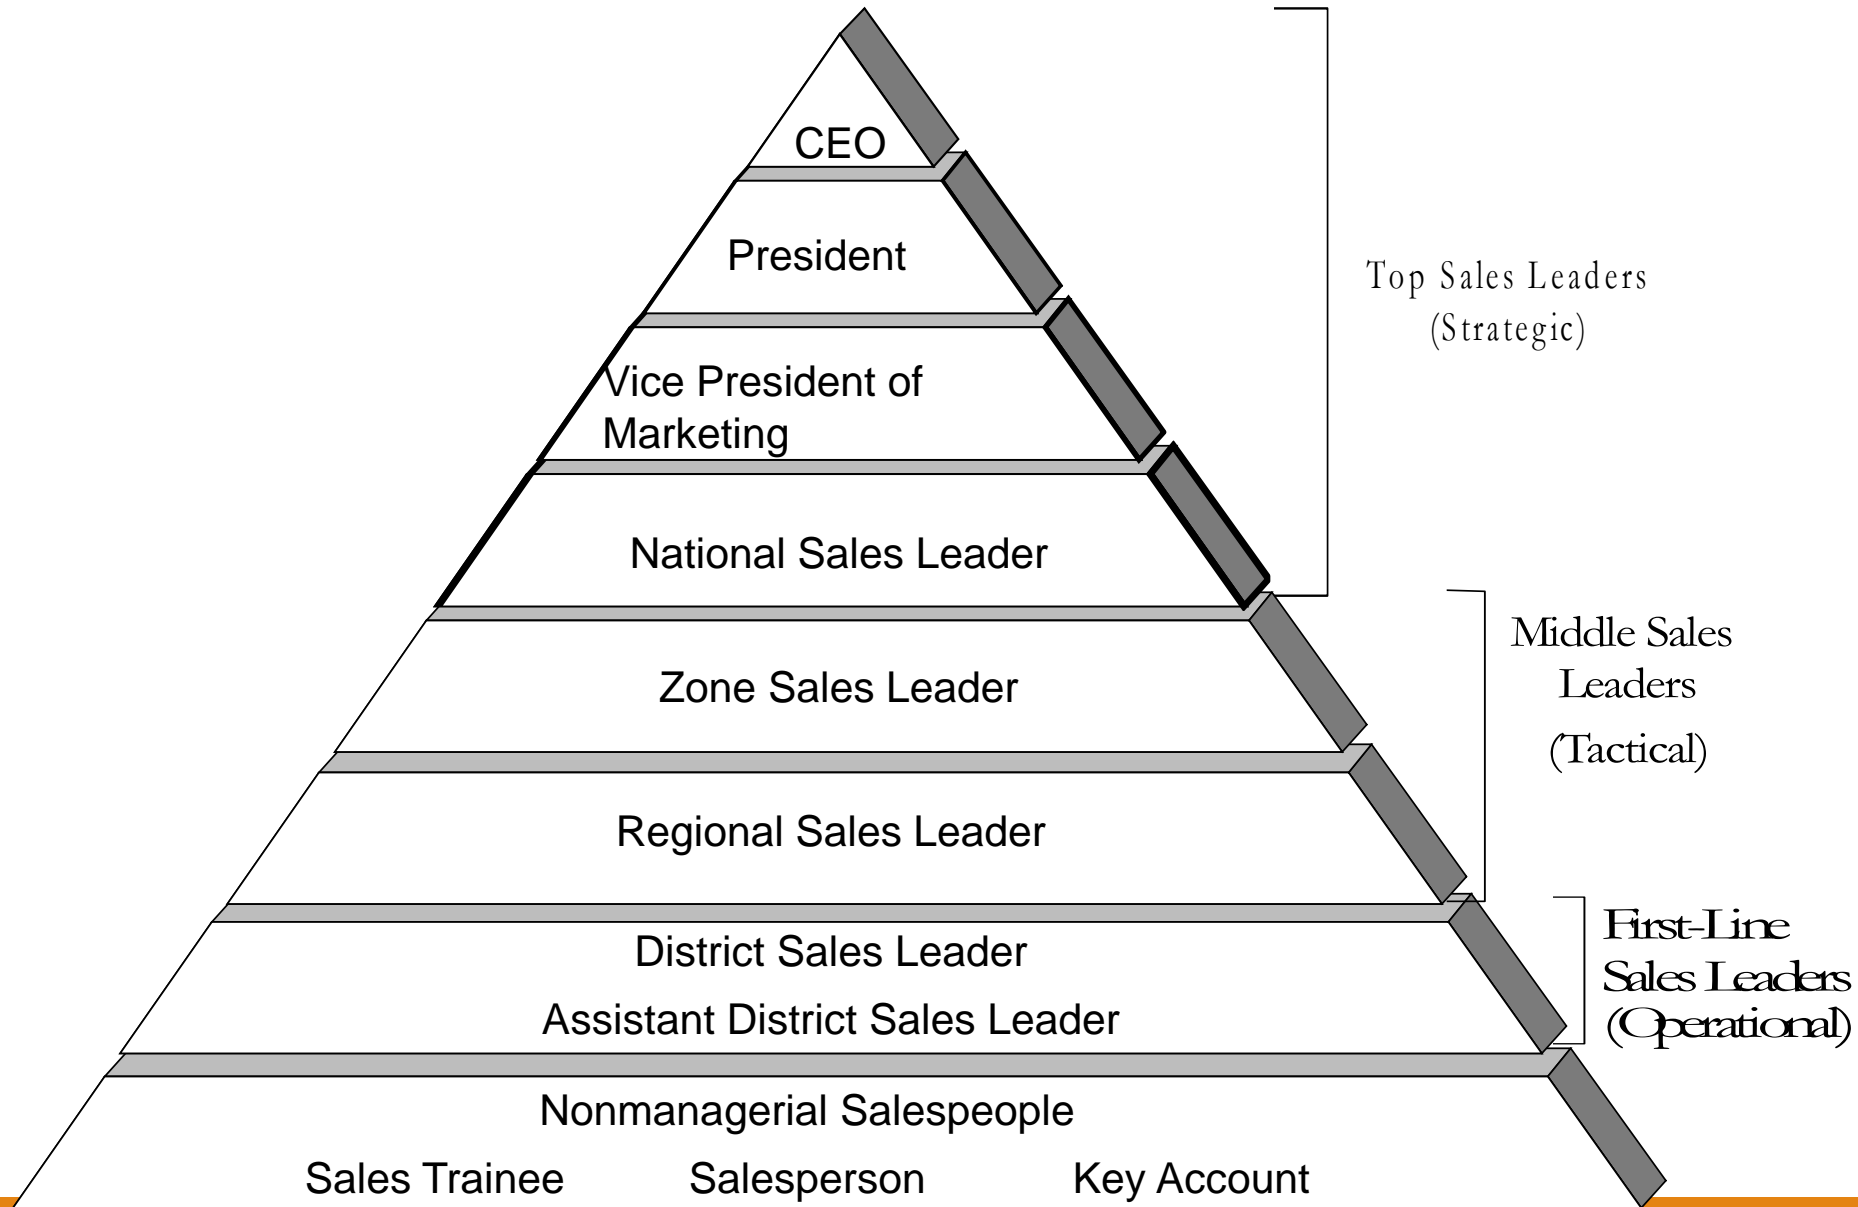 CEO
President
Vice President of
Marketing
National Sales Leader
Zone Sales Leader
Regional Sales Leader
District Sales Leader
Assistant District Sales Leader
Nonmanagerial Salespeople
Sales Trainee Salesperson Key Account
Top Sales Leaders
(Strategic)
Middle Sales
Leaders
(Tactical)
First-Line
Sales Leaders
(Operational)